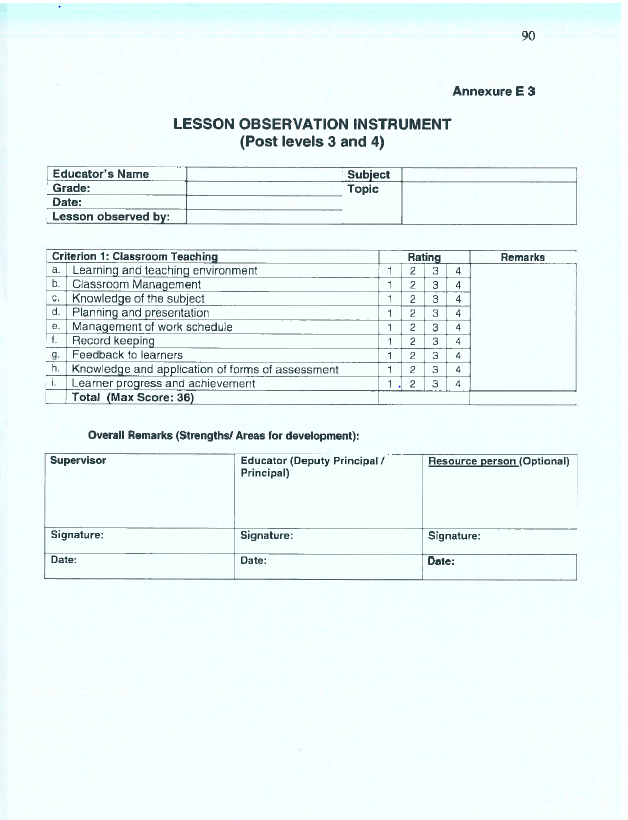 90
Annexure E 3
LESSON OBSERVATION INSTRUMENT
(Post levels 3 and 4)
Educator's Name Subject
Grade: Topic
Date:
Lesson observed by:
Criterion 1: Classroom Teaching Rating Remarks
a. Learning and teaching environment 1 2 3 4
b. Classroom Management 1 2 3 4
c. Knowledge of the subject 1 2 3 4
d. Planning and presentation 1 2 3 4
e. Management of work schedule 1 2 3 4
f. Record keeping 1 2 3 4
g. Feedback to learners 1 2 3 4
h. Knowledge and application of forms of assessment 1 2 3 4
i. Learner progress and achievement 1 2 3 4
Total (Max Score: 36)
Overall Remarks (Strengths/ Areas for development):
Supervisor Educator (Deputy Principal / Resource person (Optional)
Principal)
Signature: Signature: Signature:
Date: Date: Date: